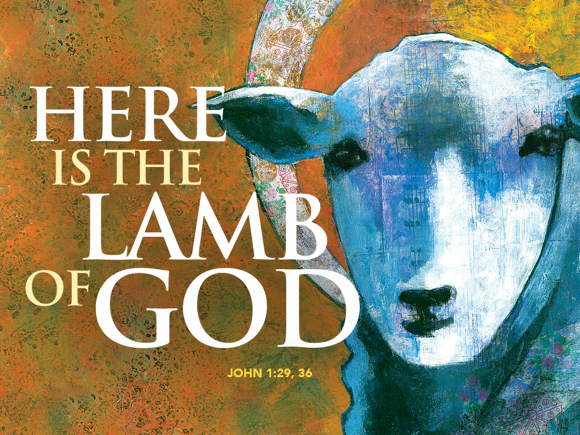 HERE
IS THE
LAMB
OF GOD
JOHN 1:29, 36